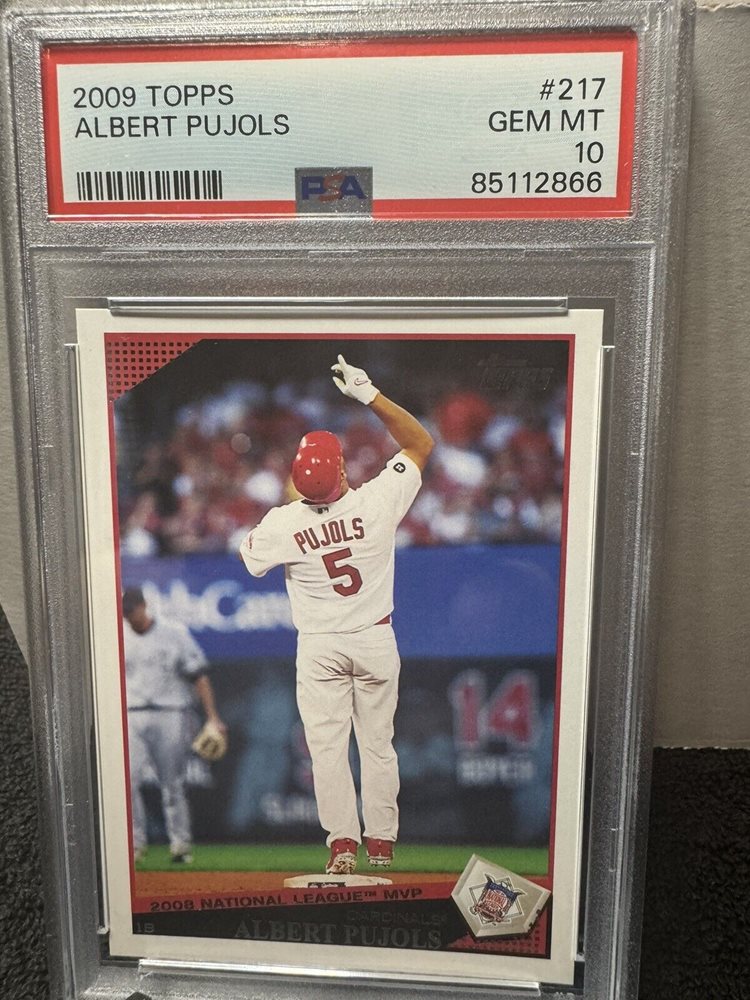 2009 TOPPS #217
ALBERT PUJOLS GEM MT
10
PSA 85112866
TOPPS
PUJOLS
5
14
2008 NATIONAL LEAGUE™ MVP
CARDINALS®
1B ALBERT PUJOLS